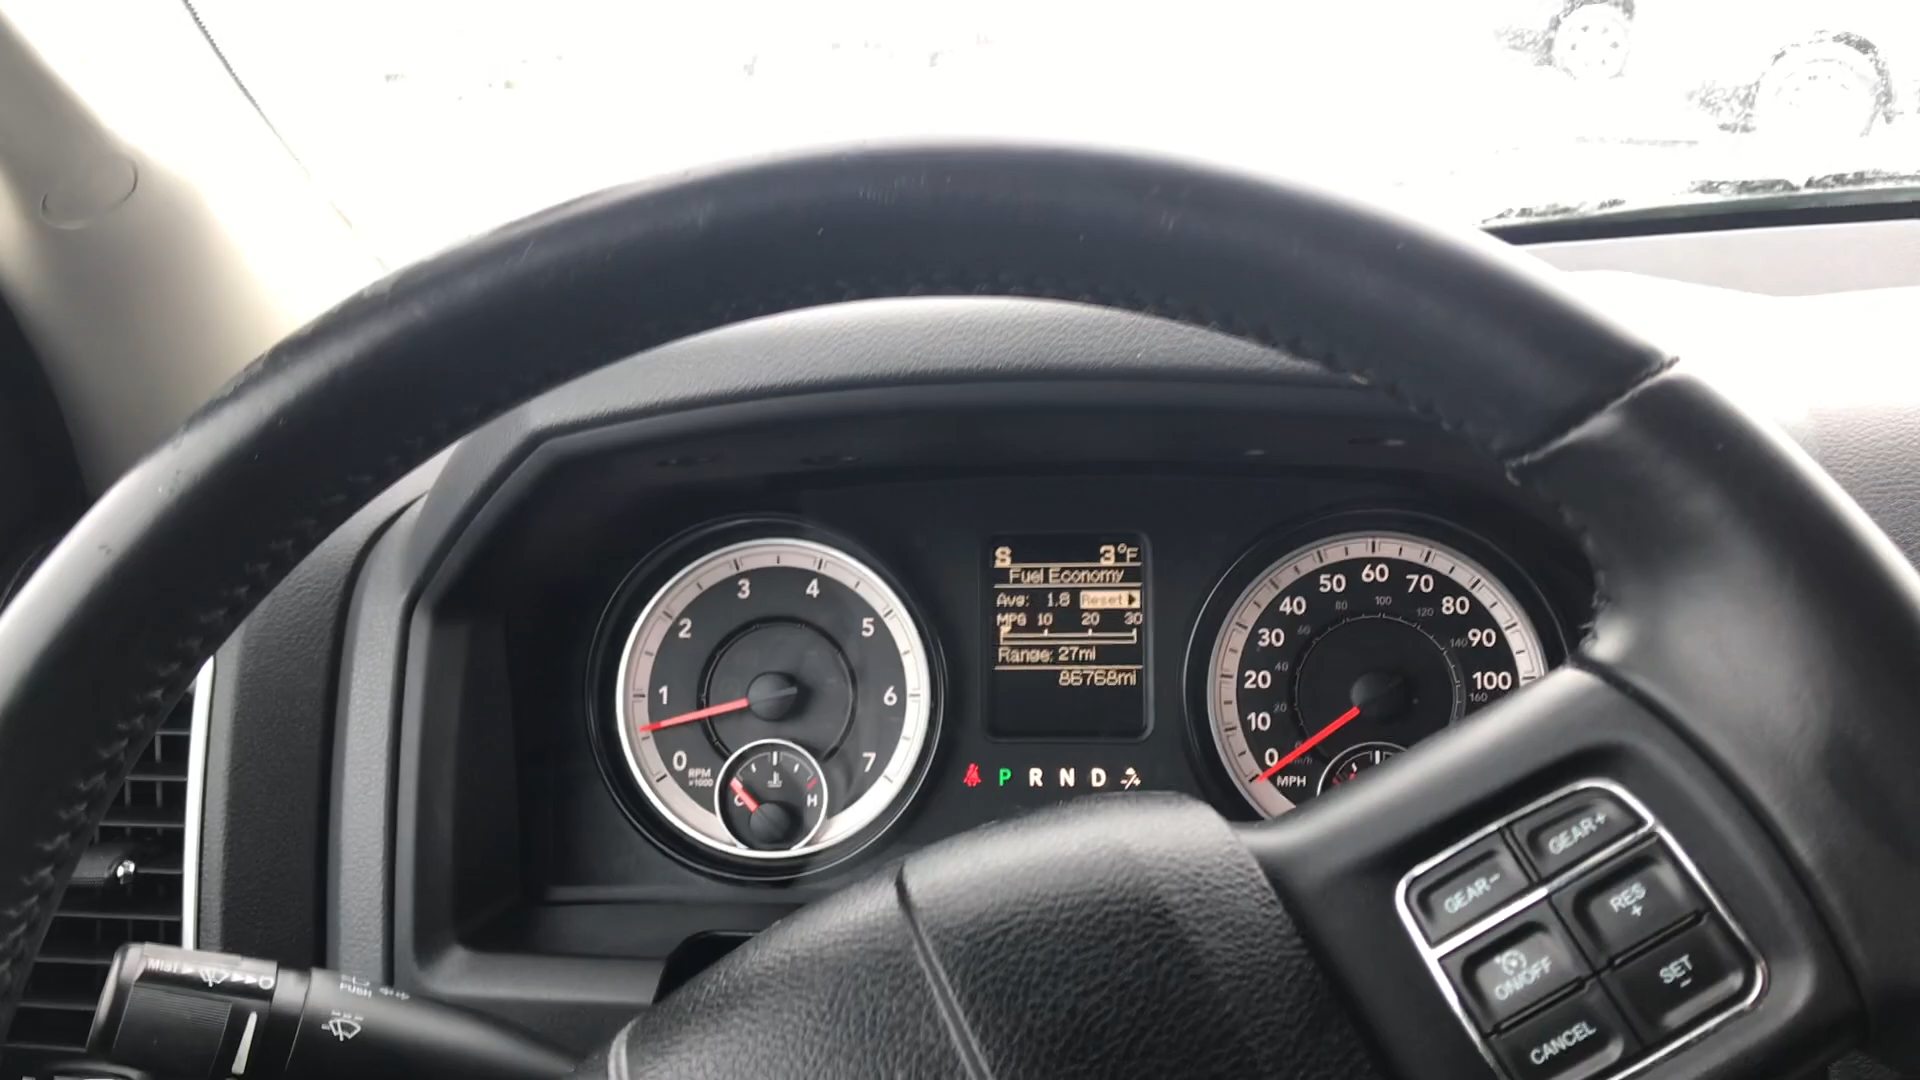 S 3°F
Fuel Economy
Avg: 1.8 Reset
MPG 10 20 30
Range: 27mi
86768mi
0 1 2 3 4 5 6 7
RPM
x1000
C H
P R N D
0 10 20 30 40 50 60 70 80 90 100
20 40 60 80 100 120 140 160
km/h
MPH
GEAR- GEAR+
ON/OFF RES
+
CANCEL SET
-
MIST
PUSH